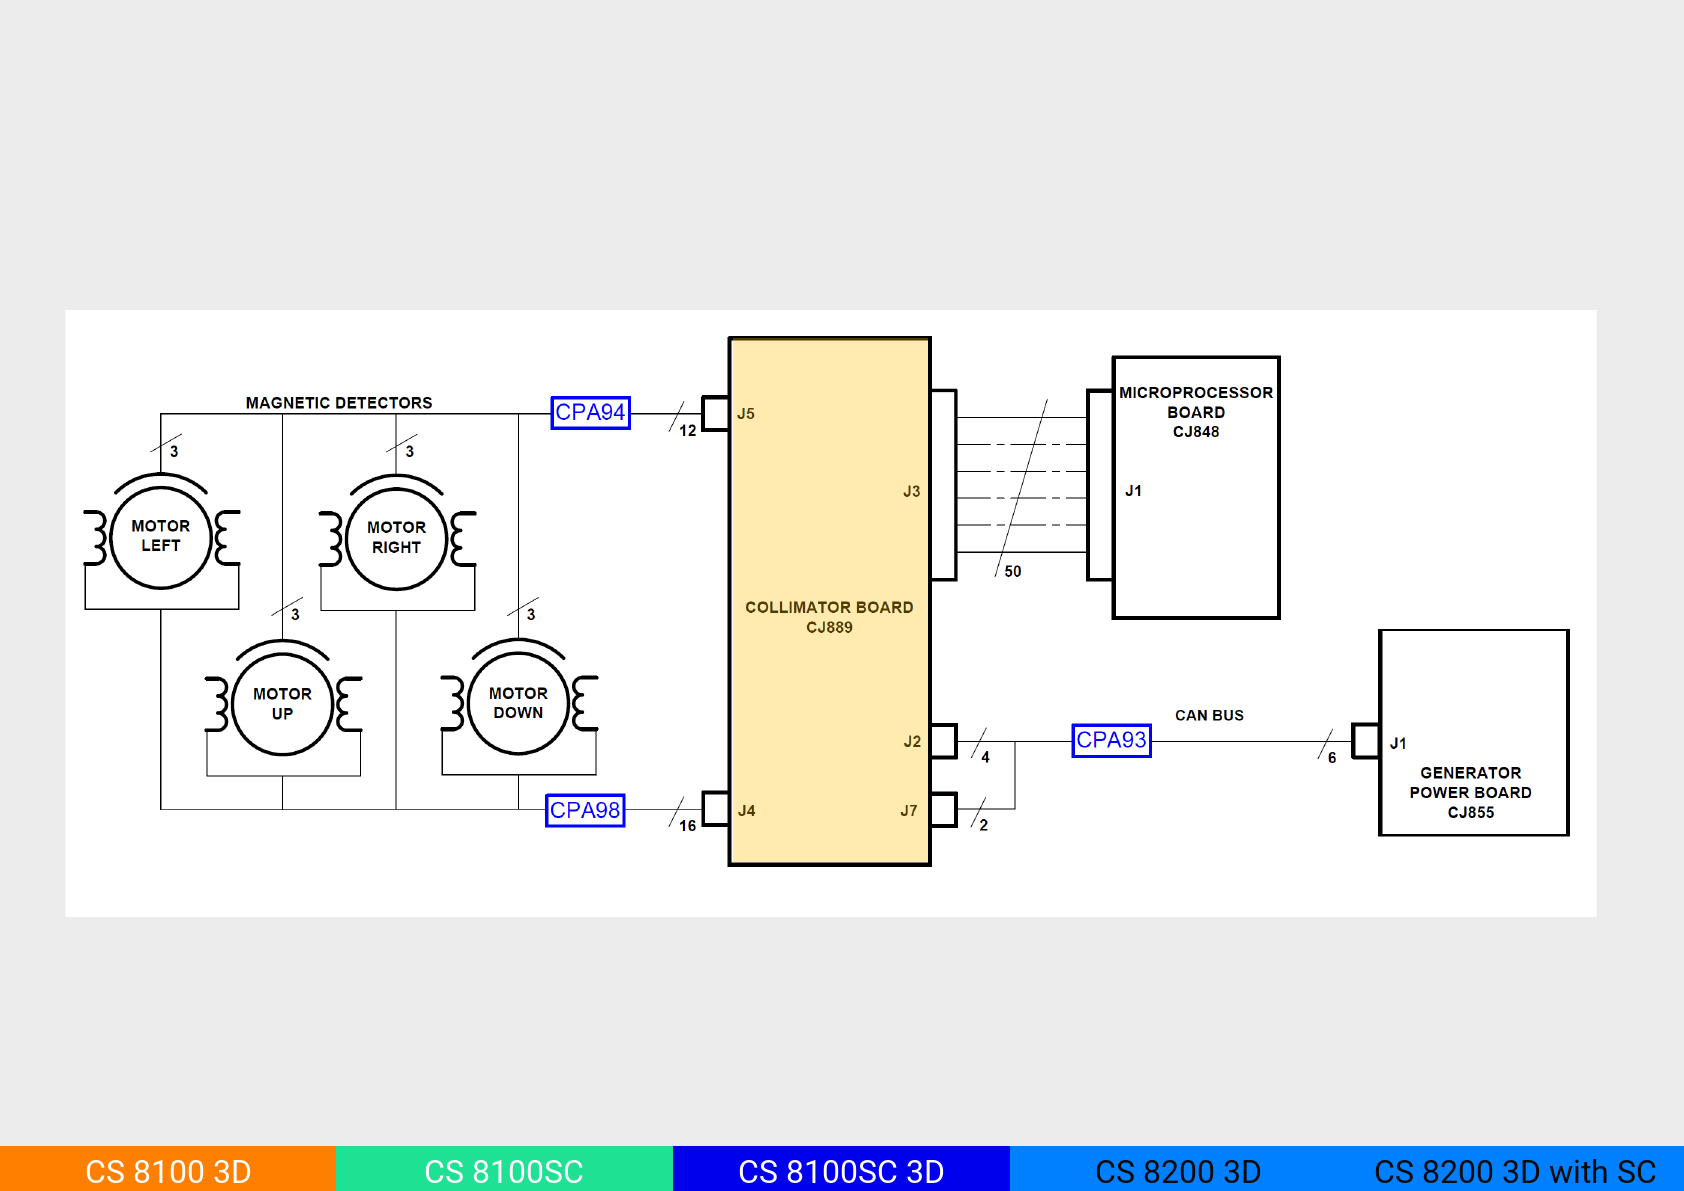 MAGNETIC DETECTORS
CPA94
12
J5
3
3
MOTOR
LEFT
MOTOR
RIGHT
3
3
MOTOR
UP
MOTOR
DOWN
CPA98
16
J4
COLLIMATOR BOARD
CJ889
J3
50
MICROPROCESSOR
BOARD
CJ848
J1
J2
4
J7
2
CPA93
CAN BUS
6
J1
GENERATOR
POWER BOARD
CJ855
CS 8100 3D
CS 8100SC
CS 8100SC 3D
CS 8200 3D
CS 8200 3D with SC